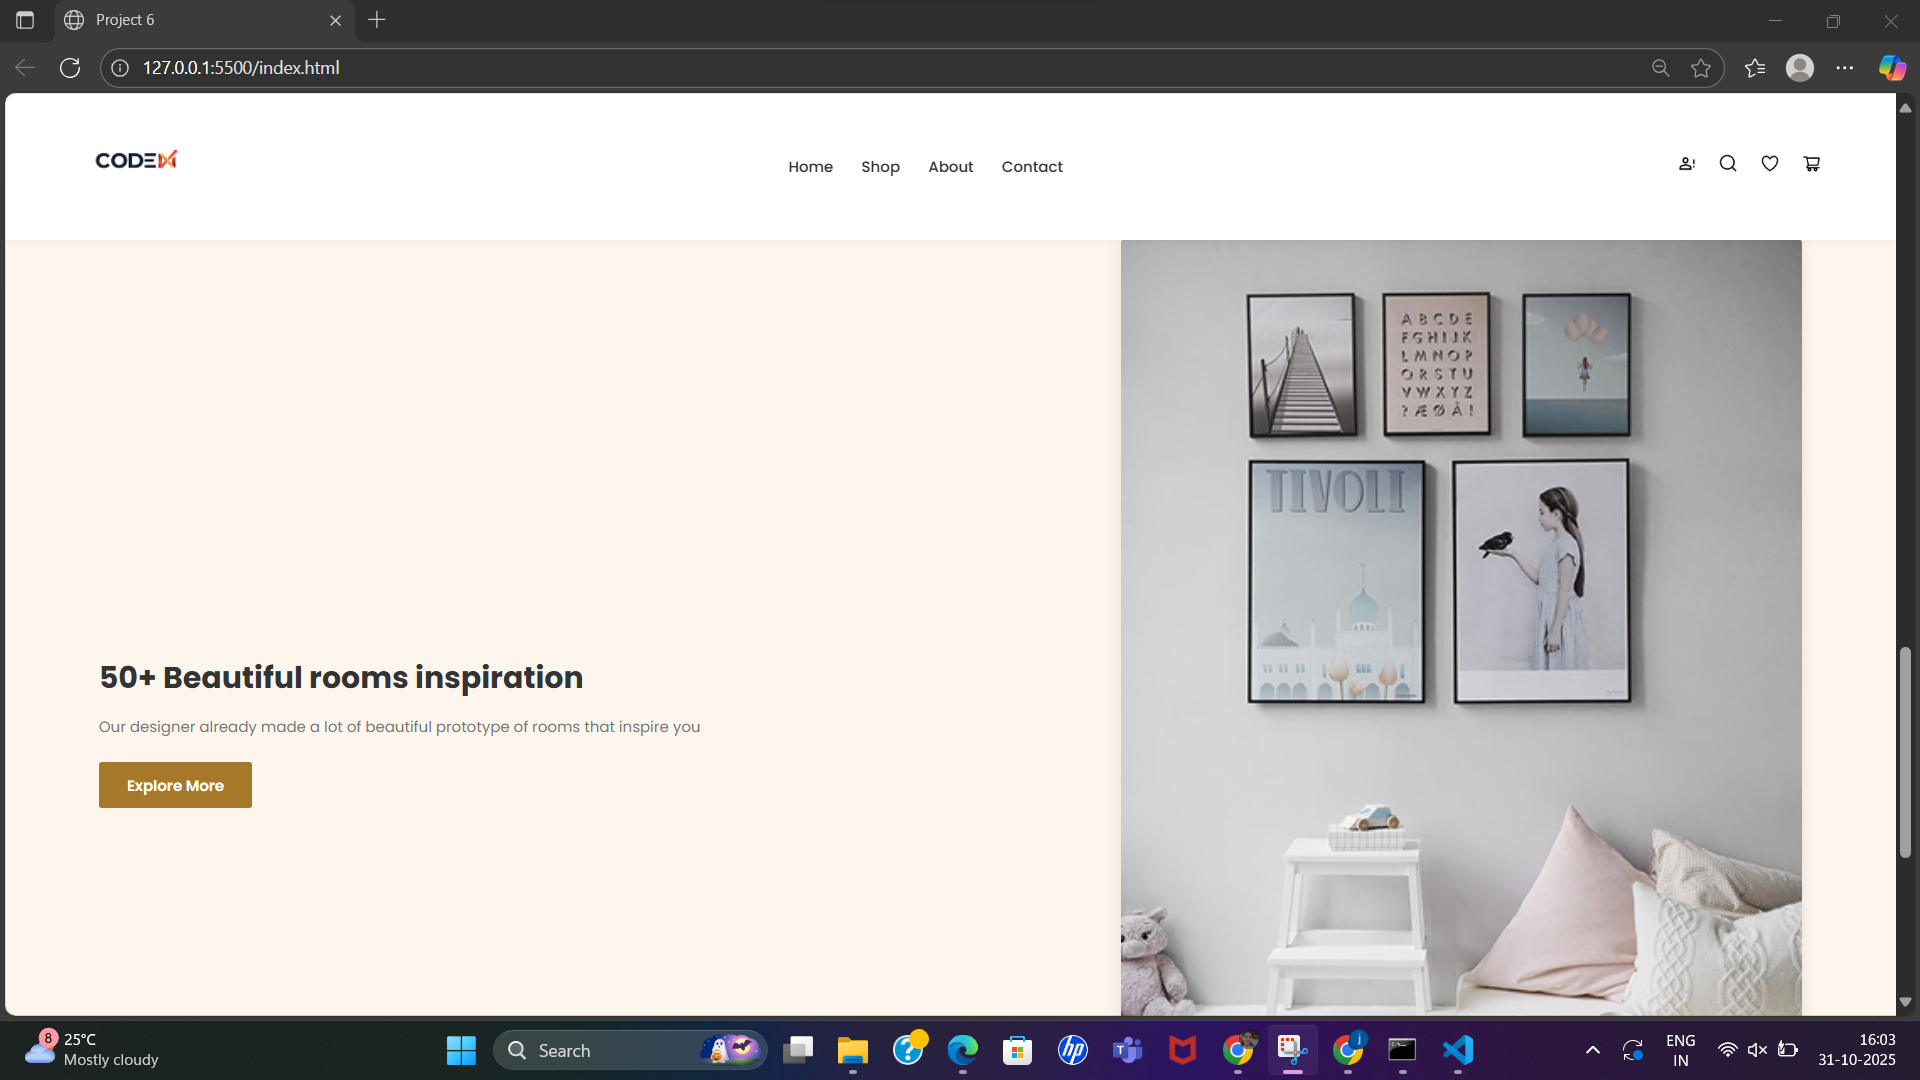 Project 6
127.0.0.1:5500/index.html
CODEM
Home Shop About Contact
A B C D E
F G H I J K
L M N O P
Q R S T U
V W X Y Z
? Æ Ø Å !
TIVOLI
50+ Beautiful rooms inspiration
Our designer already made a lot of beautiful prototype of rooms that inspire you
Explore More
8
25°C
Mostly cloudy
Search
hp
T
j
ENG
IN
16:03
31-10-2025